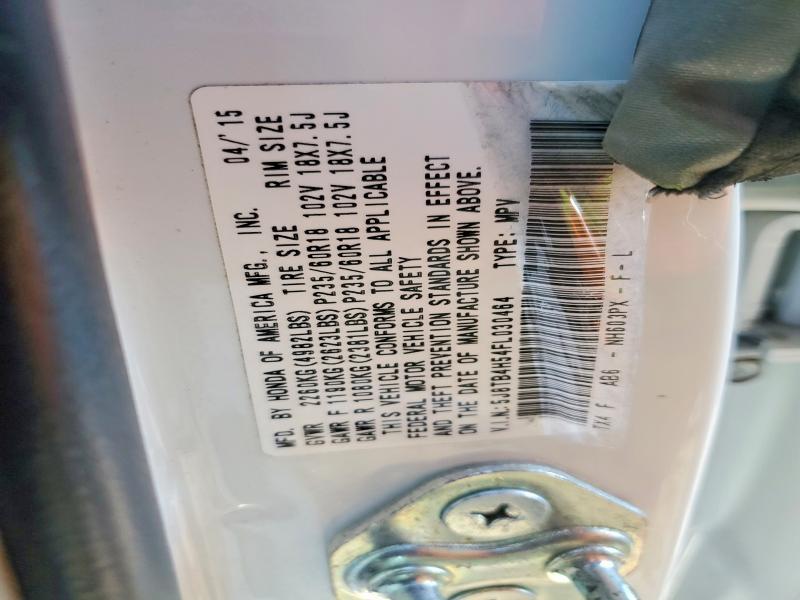 MFD. BY HONDA OF AMERICA MFG., INC. 04/'15
GVWR 2260KG(4982LBS) TIRE SIZE RIM SIZE
GAWR F 1190KG(2623LBS) P235/60R18 102V 18X7.5J
GAWR R 1080KG(2381LBS) P235/60R18 102V 18X7.5J
THIS VEHICLE CONFORMS TO ALL APPLICABLE
FEDERAL MOTOR VEHICLE SAFETY
AND THEFT PREVENTION STANDARDS IN EFFECT
ON THE DATE OF MANUFACTURE SHOWN ABOVE.
V.I.N.: 5J8TB4H54FL030484 TYPE: MPV
TX4 F AB6 - NH603PX - F - L